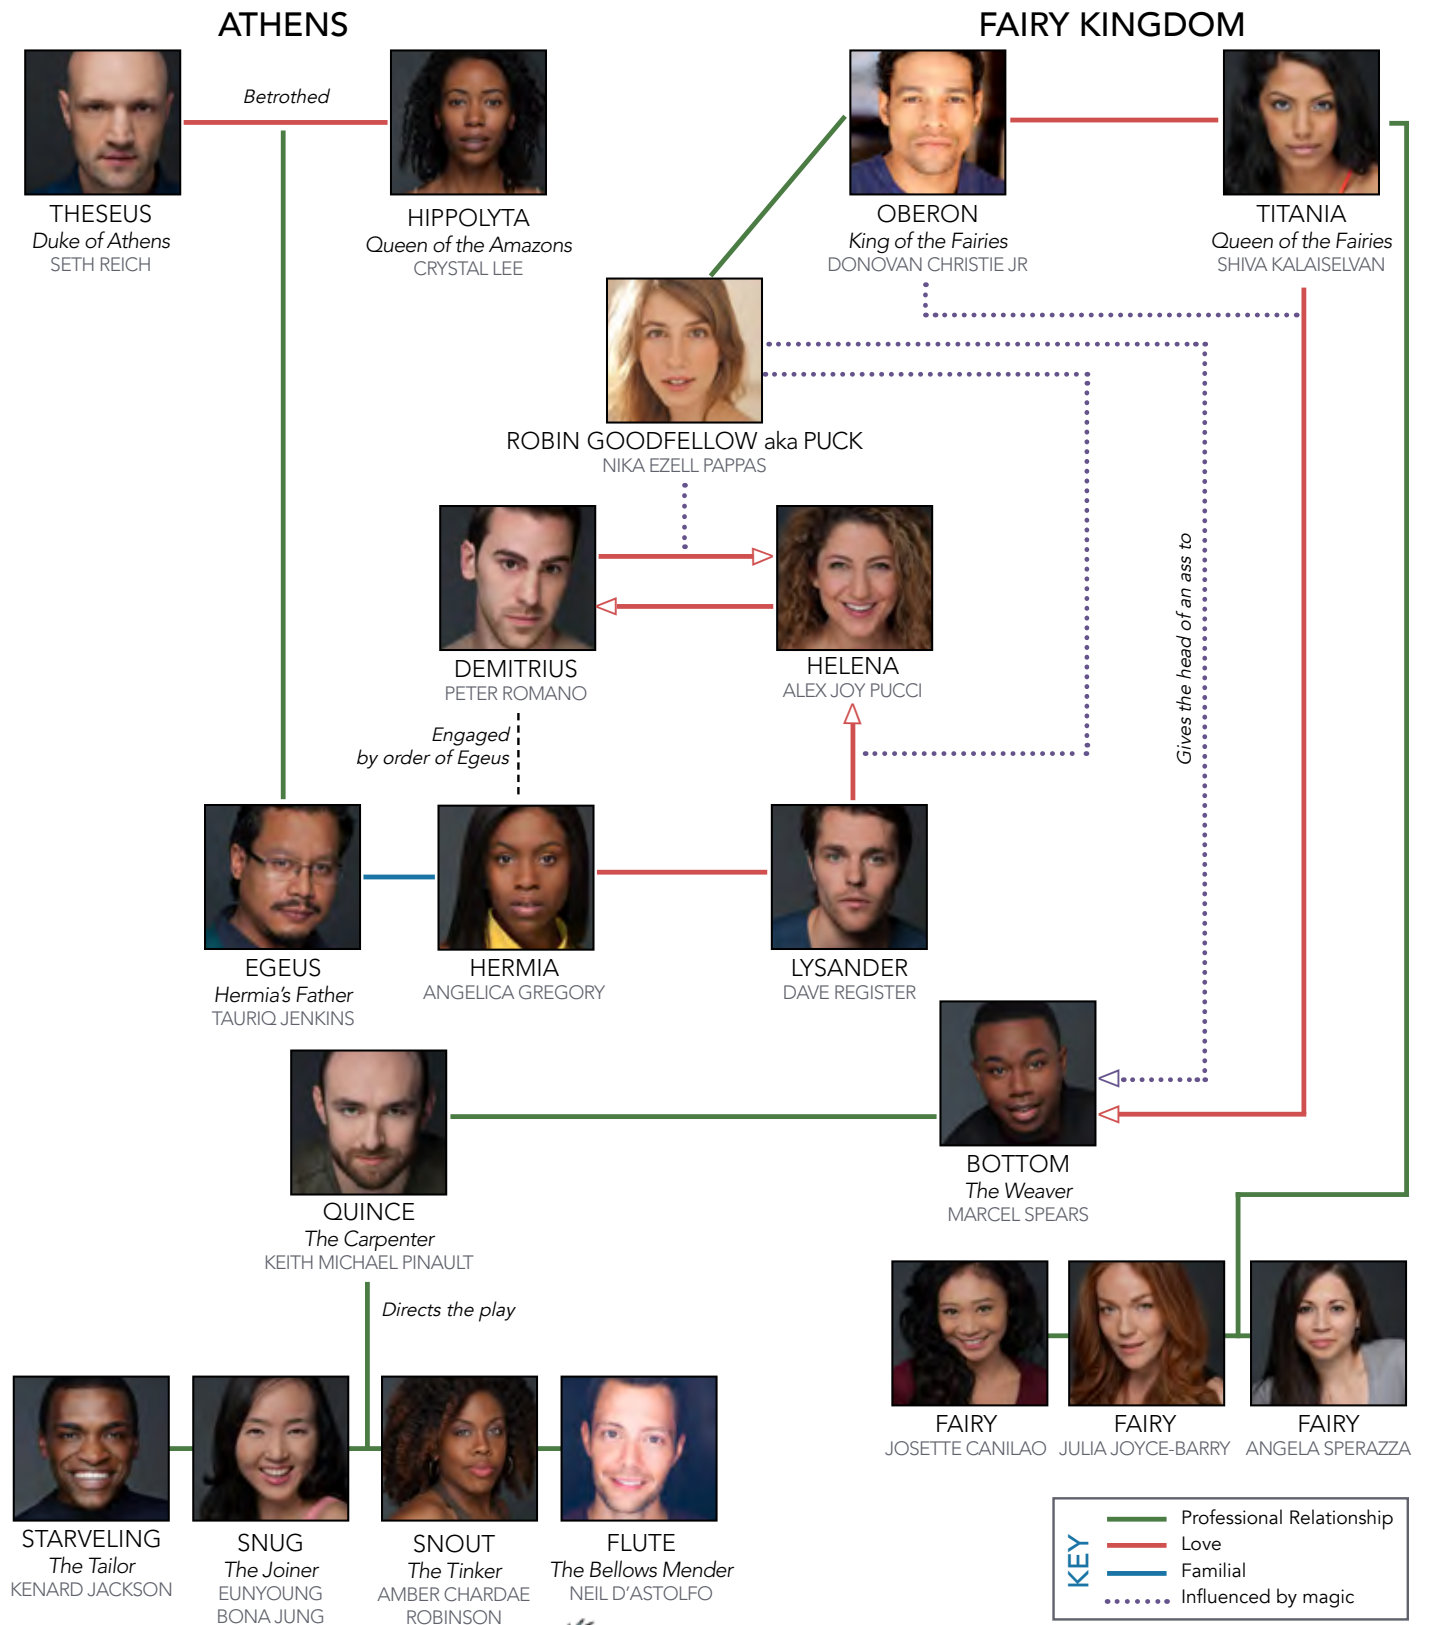 ATHENS
FAIRY KINGDOM
Betrothed
THESEUS
Duke of Athens
SETH REICH
HIPPOLYTA
Queen of the Amazons
CRYSTAL LEE
OBERON
King of the Fairies
DONOVAN CHRISTIE JR
TITANIA
Queen of the Fairies
SHIVA KALAISELVAN
ROBIN GOODFELLOW aka PUCK
NIKA EZELL PAPPAS
DEMITRIUS
PETER ROMANO
HELENA
ALEX JOY PUCCI
Engaged
by order of Egeus
Gives the head of an ass to
EGEUS
Hermia's Father
TAURIQ JENKINS
HERMIA
ANGELICA GREGORY
LYSANDER
DAVE REGISTER
BOTTOM
The Weaver
MARCEL SPEARS
QUINCE
The Carpenter
KEITH MICHAEL PINAULT
Directs the play
FAIRY
JOSETTE CANILAO
FAIRY
JULIA JOYCE-BARRY
FAIRY
ANGELA SPERAZZA
STARVELING
The Tailor
KENARD JACKSON
SNUG
The Joiner
EUNYOUNG
BONA JUNG
SNOUT
The Tinker
AMBER CHARDAE
ROBINSON
FLUTE
The Bellows Mender
NEIL D'ASTOLFO
KEY
Professional Relationship
Love
Familial
Influenced by magic